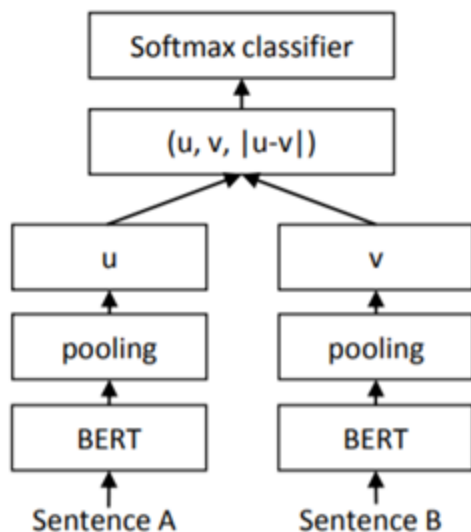 Softmax classifier
(u, v, |u-v|)
u v
pooling pooling
BERT BERT
Sentence A Sentence B